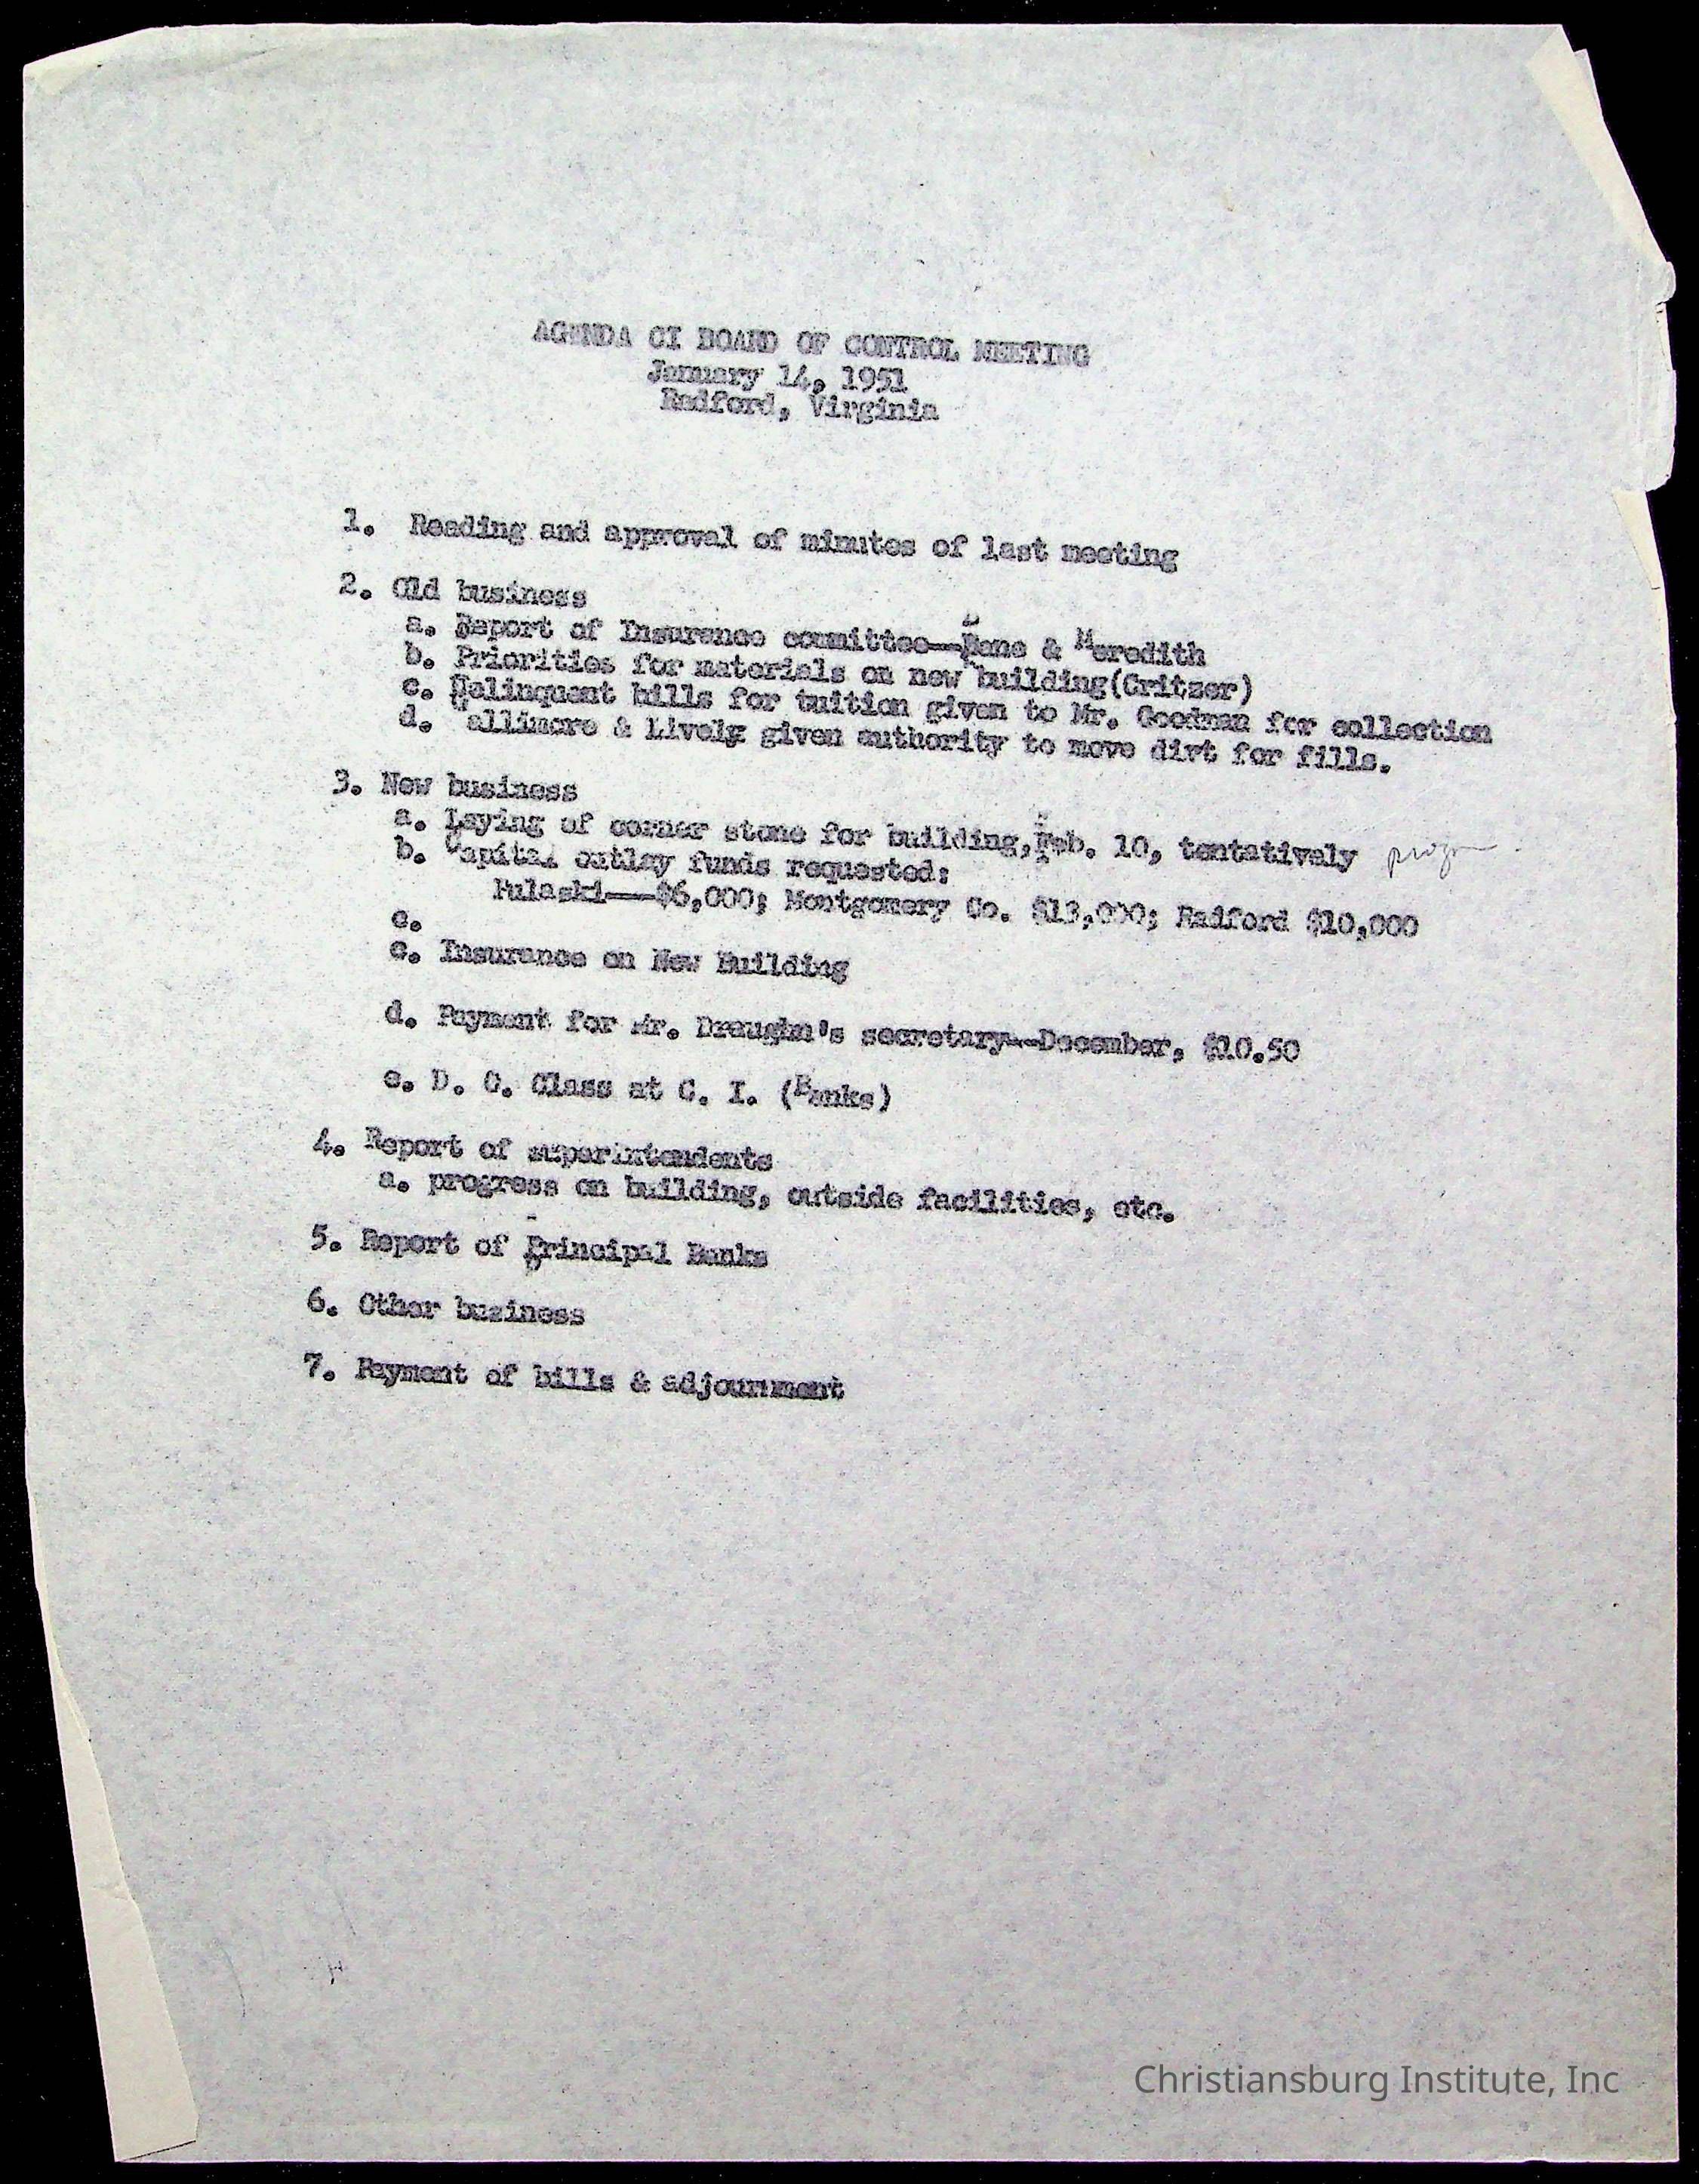 AGENDA CI BOARD OF CONTROL MEETING
January 14, 1951
Radford, Virginia
1. Reading and approval of minutes of last meeting
2. Old business
a. Report of Insurance committee—Bane & Meredith
b. Priorities for materials on new building(Critzer)
c. Delinquent bills for tuition given to Mr. Goodman for collection
d. allimore & Lively given authority to move dirt for fills.
3. New business
a. Laying of corner stone for building, Feb. 10, tentatively
b. Capital outlay funds requested:
Pulaski——$6,000; Montgomery Co. $13,000; Radford $10,000
c.
c. Insurance on New Building
d. Payment for Mr. Draughn's secretary--December, $10.50
e. D. O. Class at C. I. (Banks)
4. Report of superintendents
a. progress on building, outside facilities, etc.
5. Report of Principal Banks
6. Other business
7. Payment of bills & adjournment
Christiansburg Institute, Inc